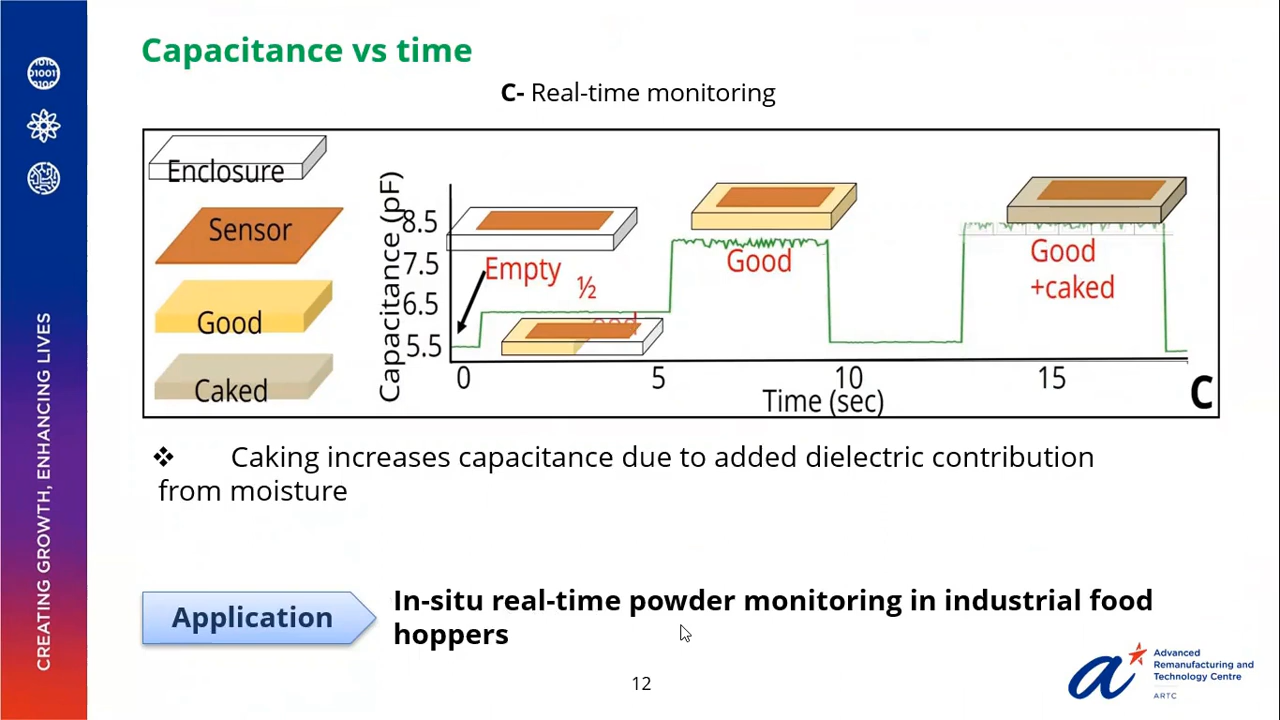 Capacitance vs time
C- Real-time monitoring
Enclosure
Sensor
Good
Caked
Capacitance (pF)
8.5
7.5
6.5
5.5
Empty
½
Good
Good
+caked
0 5 10 15
Time (sec)
C
❖ Caking increases capacitance due to added dielectric contribution
from moisture
Application
In-situ real-time powder monitoring in industrial food
hoppers
12
CREATING GROWTH, ENHANCING LIVES
01001
Advanced
Remanufacturing and
Technology Centre
ARTC